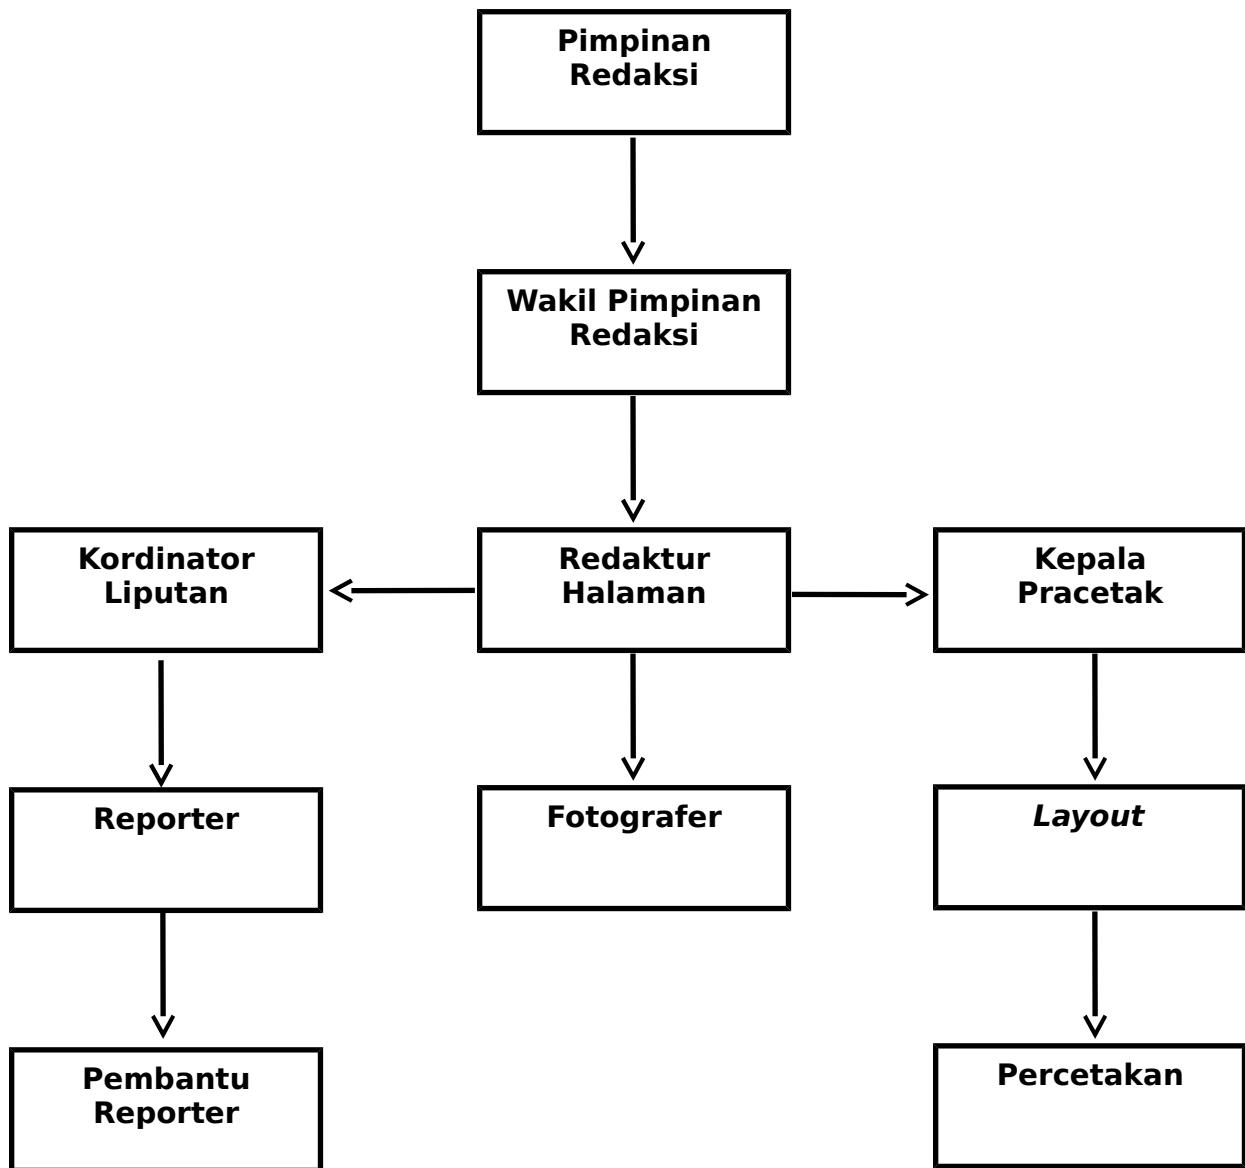 Pimpinan
Redaksi
Wakil Pimpinan
Redaksi
Kordinator
Liputan
Redaktur
Halaman
Kepala
Pracetak
Reporter
Fotografer
Layout
Pembantu
Reporter
Percetakan